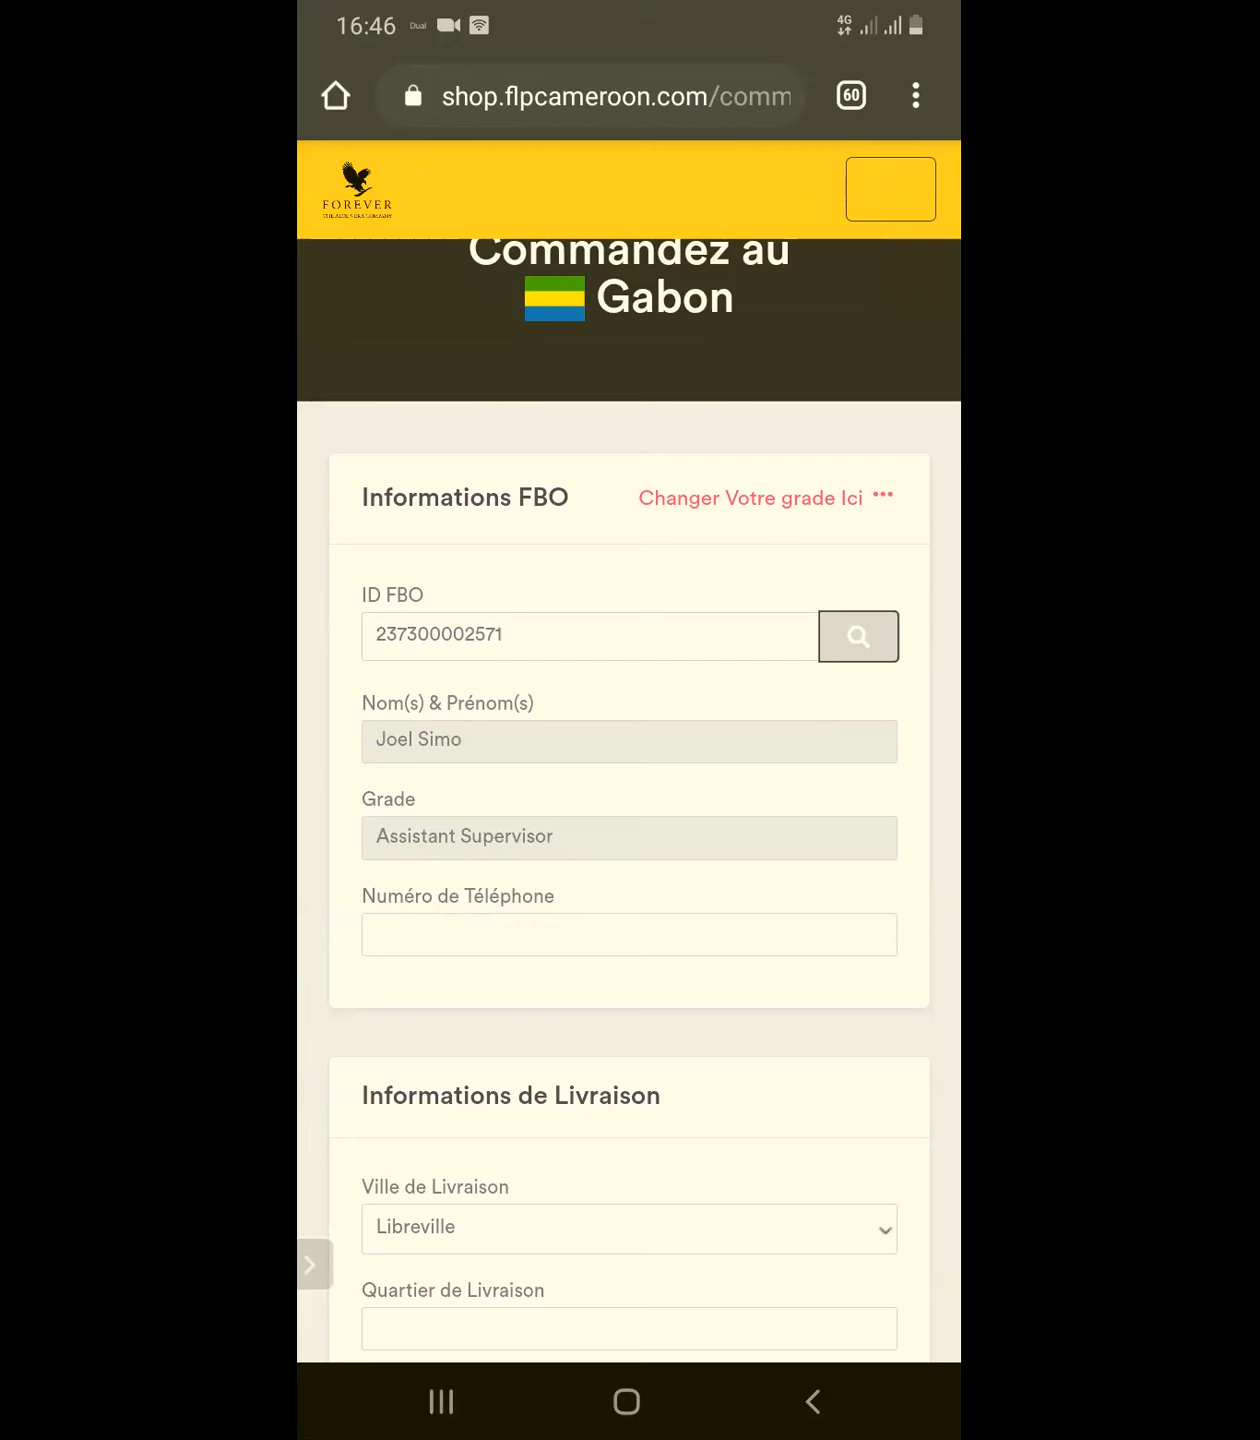 16:46 Dual 4G
shop.flpcameroon.com/comm 60
FOREVER
Commandez au
Gabon
Informations FBO Changer Votre grade Ici ...
ID FBO
237300002571
Nom(s) & Prénom(s)
Joel Simo
Grade
Assistant Supervisor
Numéro de Téléphone
Informations de Livraison
Ville de Livraison
Libreville
Quartier de Livraison